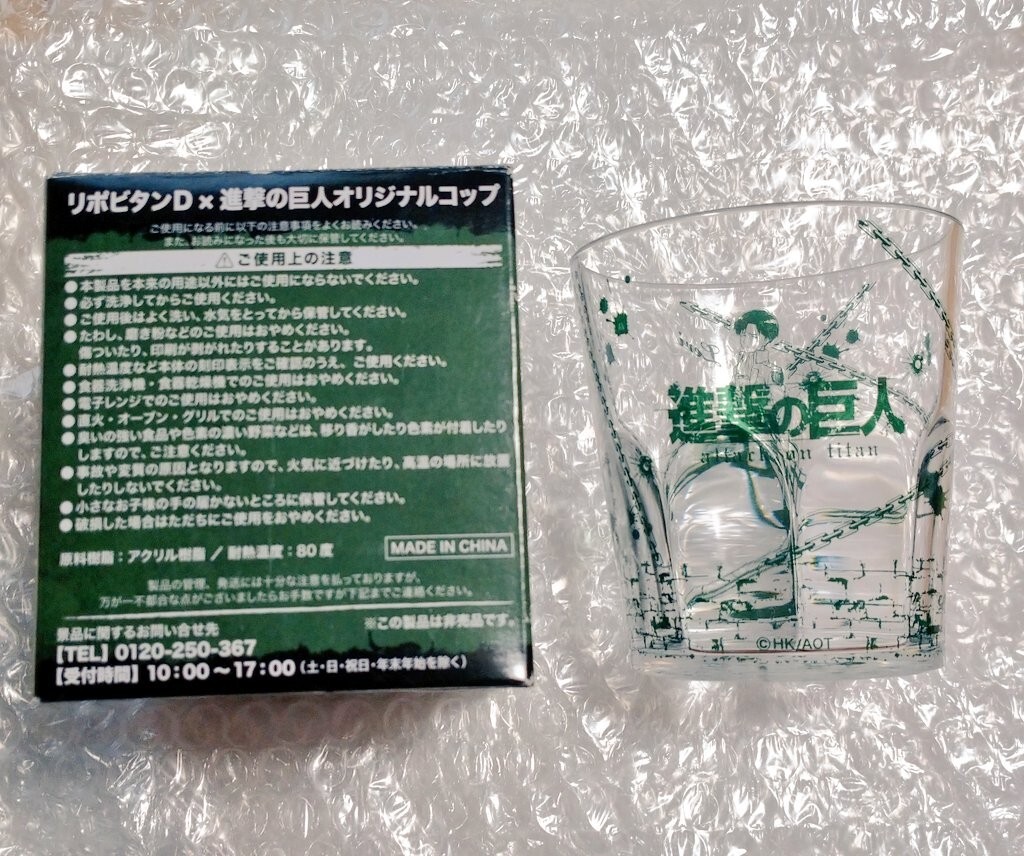 リポビタンD × 進撃の巨人オリジナルコップ
ご使用になる前に以下の注意事項をよくお読みください。
また、お読みになった後も大切に保管してください。
⚠ご使用上の注意
●本製品を本来の用途以外にはご使用にならないでください。
●必ず洗浄してからご使用ください。
●ご使用後はよく洗い、水気をとってから保管してください。
●たわし、磨き粉などのご使用はおやめください。
傷ついたり、印刷が剥がれたりすることがあります。
●耐熱温度など本体の刻印表示をご確認のうえ、ご使用ください。
●食器洗浄機・食器乾燥機でのご使用はおやめください。
●電子レンジでのご使用はおやめください。
●直火・オーブン・グリルでのご使用はおやめください。
●臭いの強い食品や色素の濃い野菜などは、移り香がしたり色素が付着したり
しますので、ご注意ください。
●事故や変質の原因となりますので、火気に近づけたり、高温の場所に放置
したりしないでください。
●小さなお子様の手の届かないところに保管してください。
●破損した場合はただちにご使用をおやめください。
原料樹脂：アクリル樹脂 ／ 耐熱温度：80度
MADE IN CHINA
製品の管理、発送には十分な注意を払っておりますが、
万が一不都合な点がございましたらお手数ですが下記までご連絡ください。
※この製品は非売品です。
景品に関するお問い合せ先
【TEL】0120-250-367
【受付時間】10：00～17：00（土・日・祝日・年末年始を除く）
進撃の巨人
attack on titan
©HK/AOT